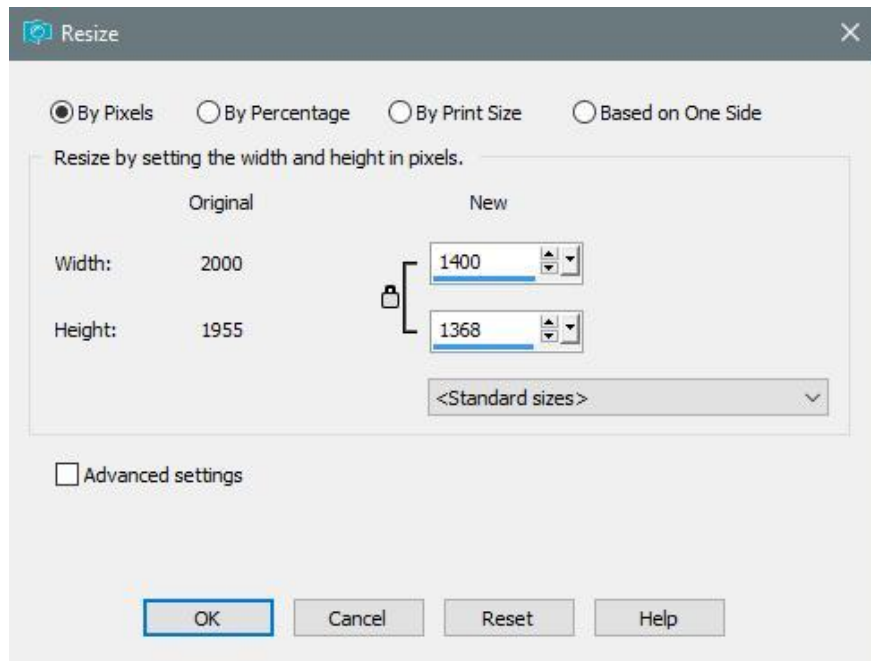 Resize
By Pixels By Percentage By Print Size Based on One Side
Resize by setting the width and height in pixels.
Original New
Width: 2000 1400
Height: 1955 1368
<Standard sizes>
Advanced settings
OK Cancel Reset Help